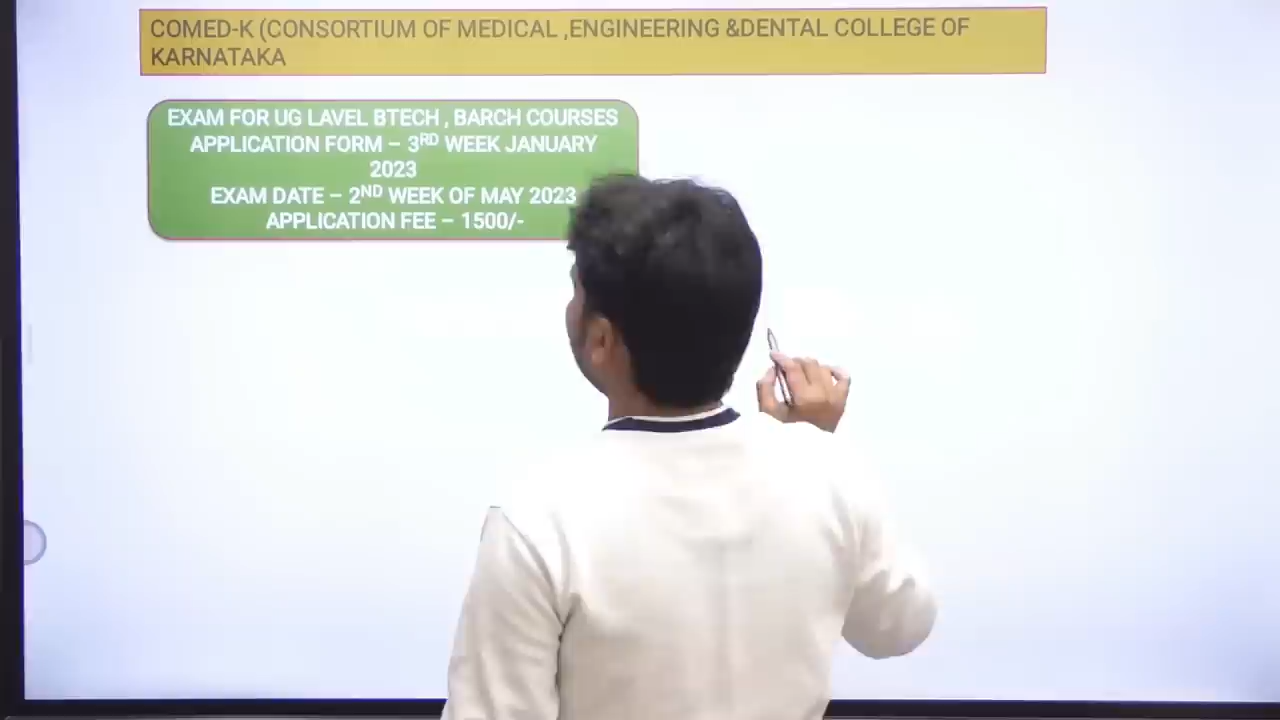 COMED-K (CONSORTIUM OF MEDICAL ,ENGINEERING &DENTAL COLLEGE OF
KARNATAKA
EXAM FOR UG LAVEL BTECH , BARCH COURSES
APPLICATION FORM – 3RD WEEK JANUARY
2023
EXAM DATE – 2ND WEEK OF MAY 2023
APPLICATION FEE – 1500/-